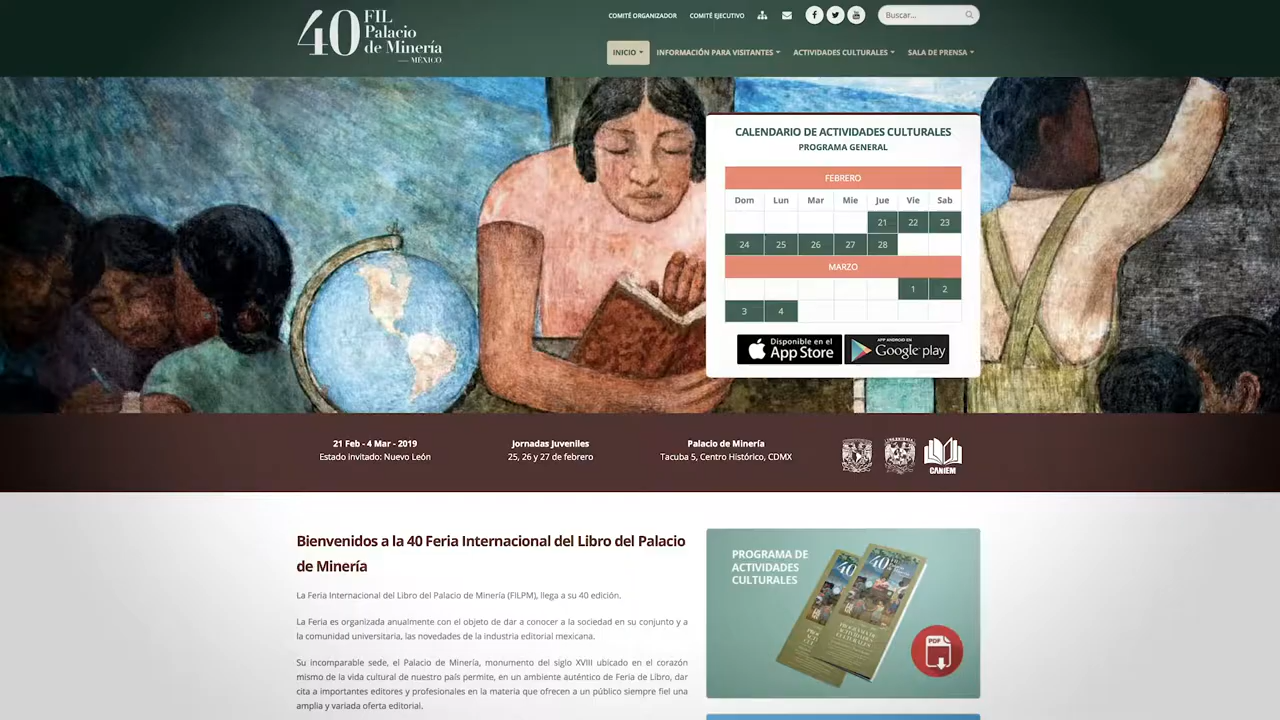 40 FIL
Palacio
de Minería
MÉXICO
COMITÉ ORGANIZADOR
COMITÉ EJECUTIVO
Buscar...
INICIO
INFORMACIÓN PARA VISITANTES
ACTIVIDADES CULTURALES
SALA DE PRENSA
CALENDARIO DE ACTIVIDADES CULTURALES
PROGRAMA GENERAL
FEBRERO
Dom Lun Mar Mie Jue Vie Sab
21 22 23
24 25 26 27 28
MARZO
1 2
3 4
Disponible en el
App Store
APP ANDROID EN
Google play
21 Feb - 4 Mar - 2019
Estado invitado: Nuevo León
Jornadas Juveniles
25, 26 y 27 de febrero
Palacio de Minería
Tacuba 5, Centro Histórico, CDMX
CANIEM
Bienvenidos a la 40 Feria Internacional del Libro del Palacio
de Minería
La Feria Internacional del Libro del Palacio de Minería (FILPM), llega a su 40 edición.
La Feria es organizada anualmente con el objeto de dar a conocer a la sociedad en su conjunto y a
la comunidad universitaria, las novedades de la industria editorial mexicana.
Su incomparable sede, el Palacio de Minería, monumento del siglo XVIII ubicado en el corazón
mismo de la vida cultural de nuestro país permite, en un ambiente auténtico de Feria de Libro, dar
cita a importantes editores y profesionales en la materia que ofrecen a un público siempre fiel una
amplia y variada oferta editorial.
PROGRAMA DE
ACTIVIDADES
CULTURALES
40
40
PROGRAMA DE
ACTIVIDADES
CULTURALES
PDF